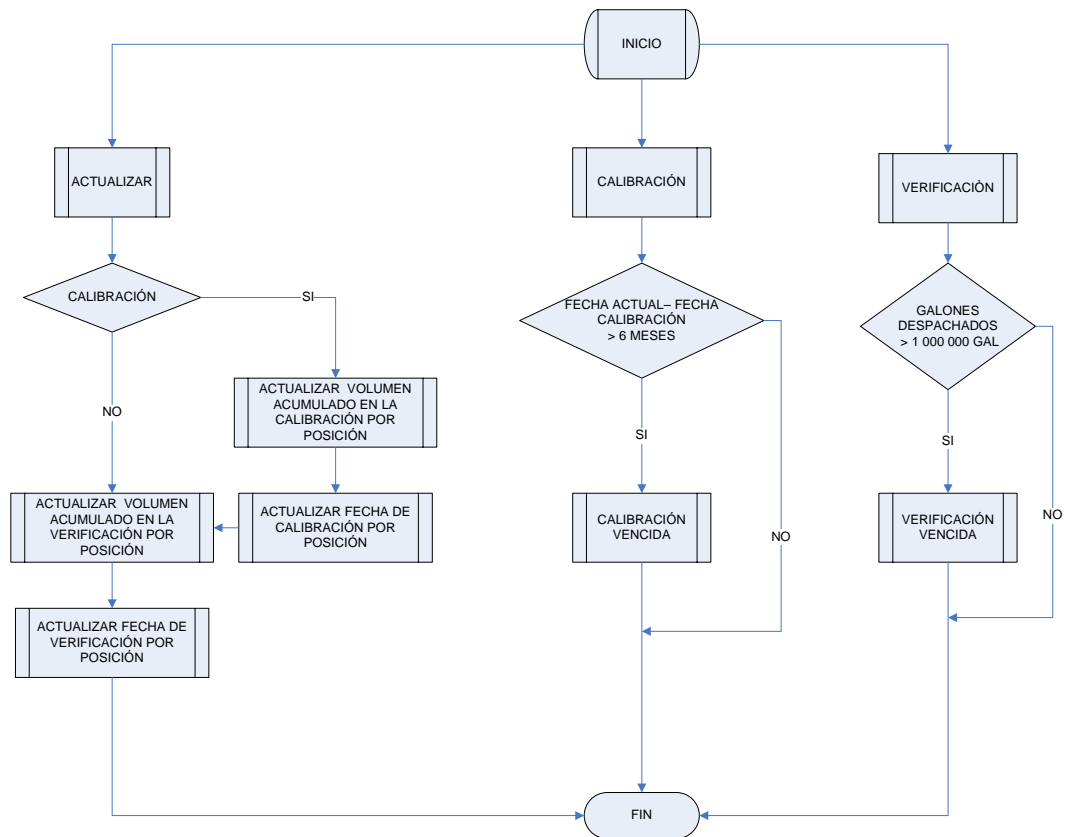 INICIO
ACTUALIZAR
CALIBRACIÓN
VERIFICACIÒN
CALIBRACIÓN
SI
FECHA ACTUAL– FECHA
CALIBRACIÓN
> 6 MESES
GALONES
DESPACHADOS
> 1 000 000 GAL
NO
ACTUALIZAR VOLUMEN
ACUMULADO EN LA
CALIBRACIÓN POR
POSICIÓN
SI
SI
ACTUALIZAR VOLUMEN
ACUMULADO EN LA
VERIFICACIÓN POR
POSICIÓN
ACTUALIZAR FECHA DE
CALIBRACIÓN POR
POSICIÓN
CALIBRACIÓN
VENCIDA
NO
VERIFICACIÓN
VENCIDA
NO
ACTUALIZAR FECHA DE
VERIFICACIÓN POR
POSICIÓN
FIN